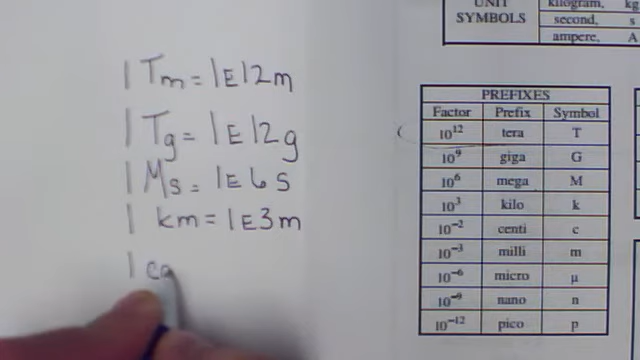 1 Tm = 1E12m
1 Tg = 1E12g
1 Ms = 1E6 s
1 km = 1E3m
1 c
UNIT SYMBOLS
kilogram, kg
second, s
ampere, A
PREFIXES
Factor Prefix Symbol
10¹² tera T
10⁹ giga G
10⁶ mega M
10³ kilo k
10⁻² centi c
10⁻³ milli m
10⁻⁶ micro μ
10⁻⁹ nano n
10⁻¹² pico p